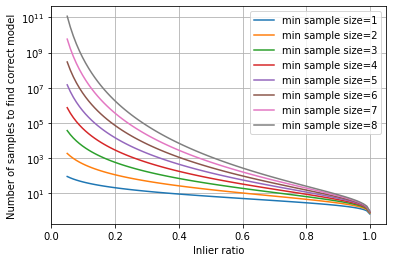 10¹¹
10⁹
10⁷
10⁵
10³
10¹
Number of samples to find correct model
min sample size=1
min sample size=2
min sample size=3
min sample size=4
min sample size=5
min sample size=6
min sample size=7
min sample size=8
0.0
0.2
0.4
0.6
0.8
1.0
Inlier ratio